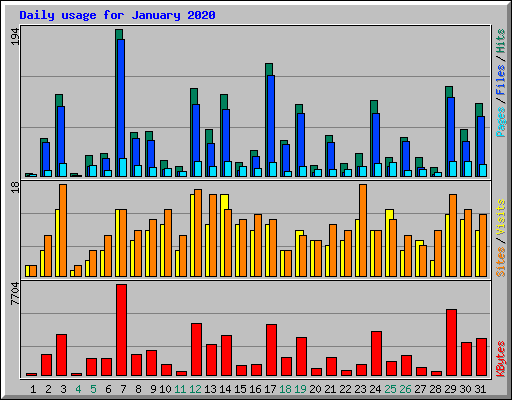 Daily usage for January 2020
194
Pages / Files / Hits
18
Sites / Visits
7704
KBytes
1 2 3 4 5 6 7 8 9 10 11 12 13 14 15 16 17 18 19 20 21 22 23 24 25 26 27 28 29 30 31